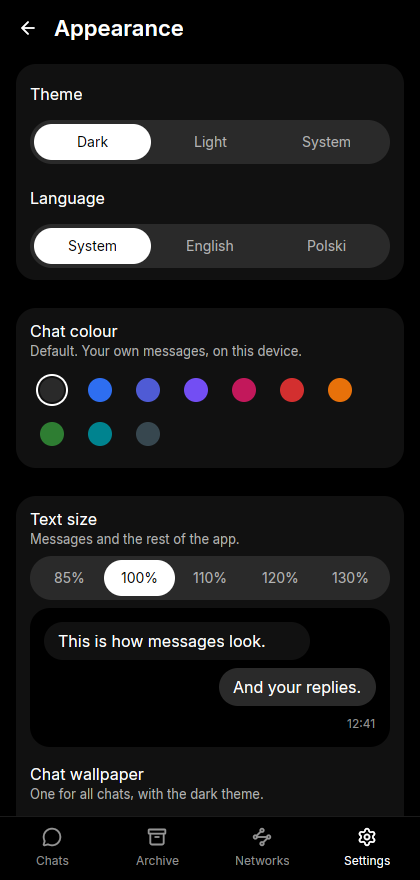 Appearance
Theme
Dark Light System
Language
System English Polski
Chat colour
Default. Your own messages, on this device.
Text size
Messages and the rest of the app.
85% 100% 110% 120% 130%
This is how messages look.
And your replies.
12:41
Chat wallpaper
One for all chats, with the dark theme.
Chats Archive Networks Settings